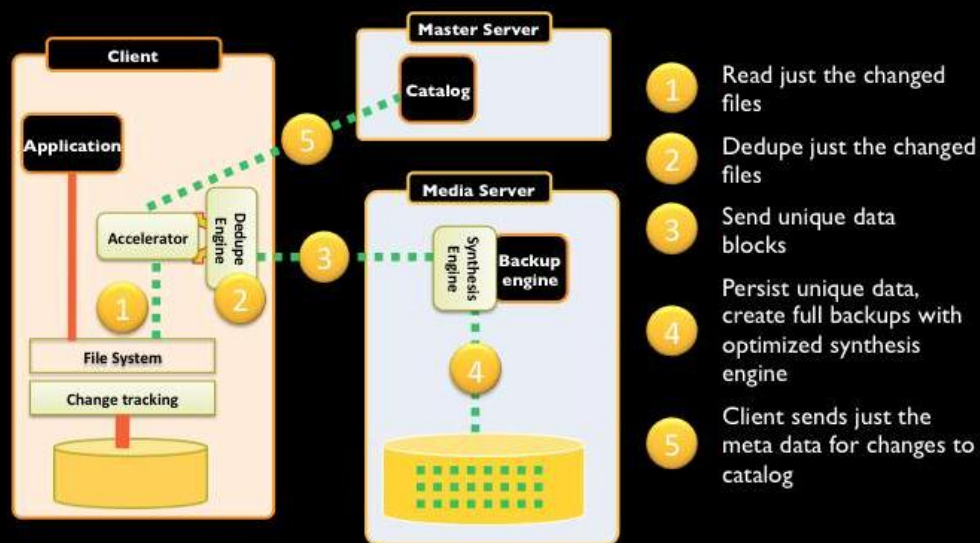 Master Server
Catalog
Client
Application
Accelerator
Dedupe
Engine
File System
Change tracking
Media Server
Synthesis
Engine
Backup
engine
1
2
3
4
5
1
Read just the changed
files
2
Dedupe just the changed
files
3
Send unique data
blocks
4
Persist unique data,
create full backups with
optimized synthesis
engine
5
Client sends just the
meta data for changes to
catalog